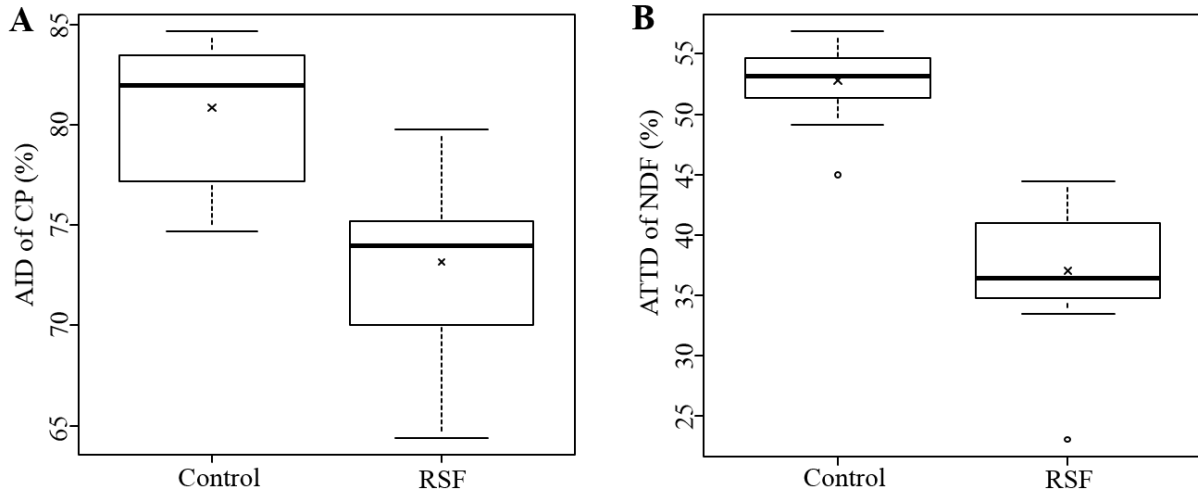 A
AID of CP (%)
85
80
75
70
65
Control
RSF
B
ATTD of NDF (%)
55
50
45
40
35
30
25
Control
RSF